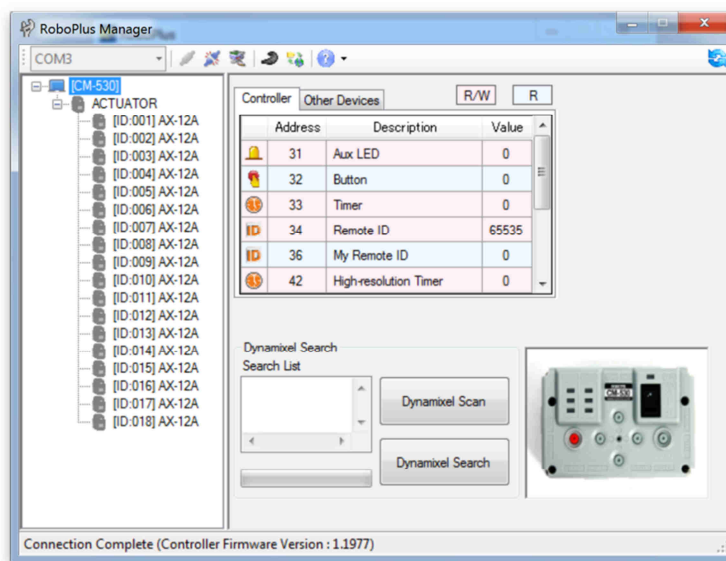 RoboPlus Manager
COM3
[CM-530]
ACTUATOR
[ID:001] AX-12A
[ID:002] AX-12A
[ID:003] AX-12A
[ID:004] AX-12A
[ID:005] AX-12A
[ID:006] AX-12A
[ID:007] AX-12A
[ID:008] AX-12A
[ID:009] AX-12A
[ID:010] AX-12A
[ID:011] AX-12A
[ID:012] AX-12A
[ID:013] AX-12A
[ID:014] AX-12A
[ID:015] AX-12A
[ID:016] AX-12A
[ID:017] AX-12A
[ID:018] AX-12A
Controller Other Devices R/W R
Address Description Value
31 Aux LED 0
32 Button 0
33 Timer 0
ID 34 Remote ID 65535
ID 36 My Remote ID 0
42 High-resolution Timer 0
Dynamixel Search
Search List
Dynamixel Scan
Dynamixel Search
CM-530
Connection Complete (Controller Firmware Version : 1.1977)